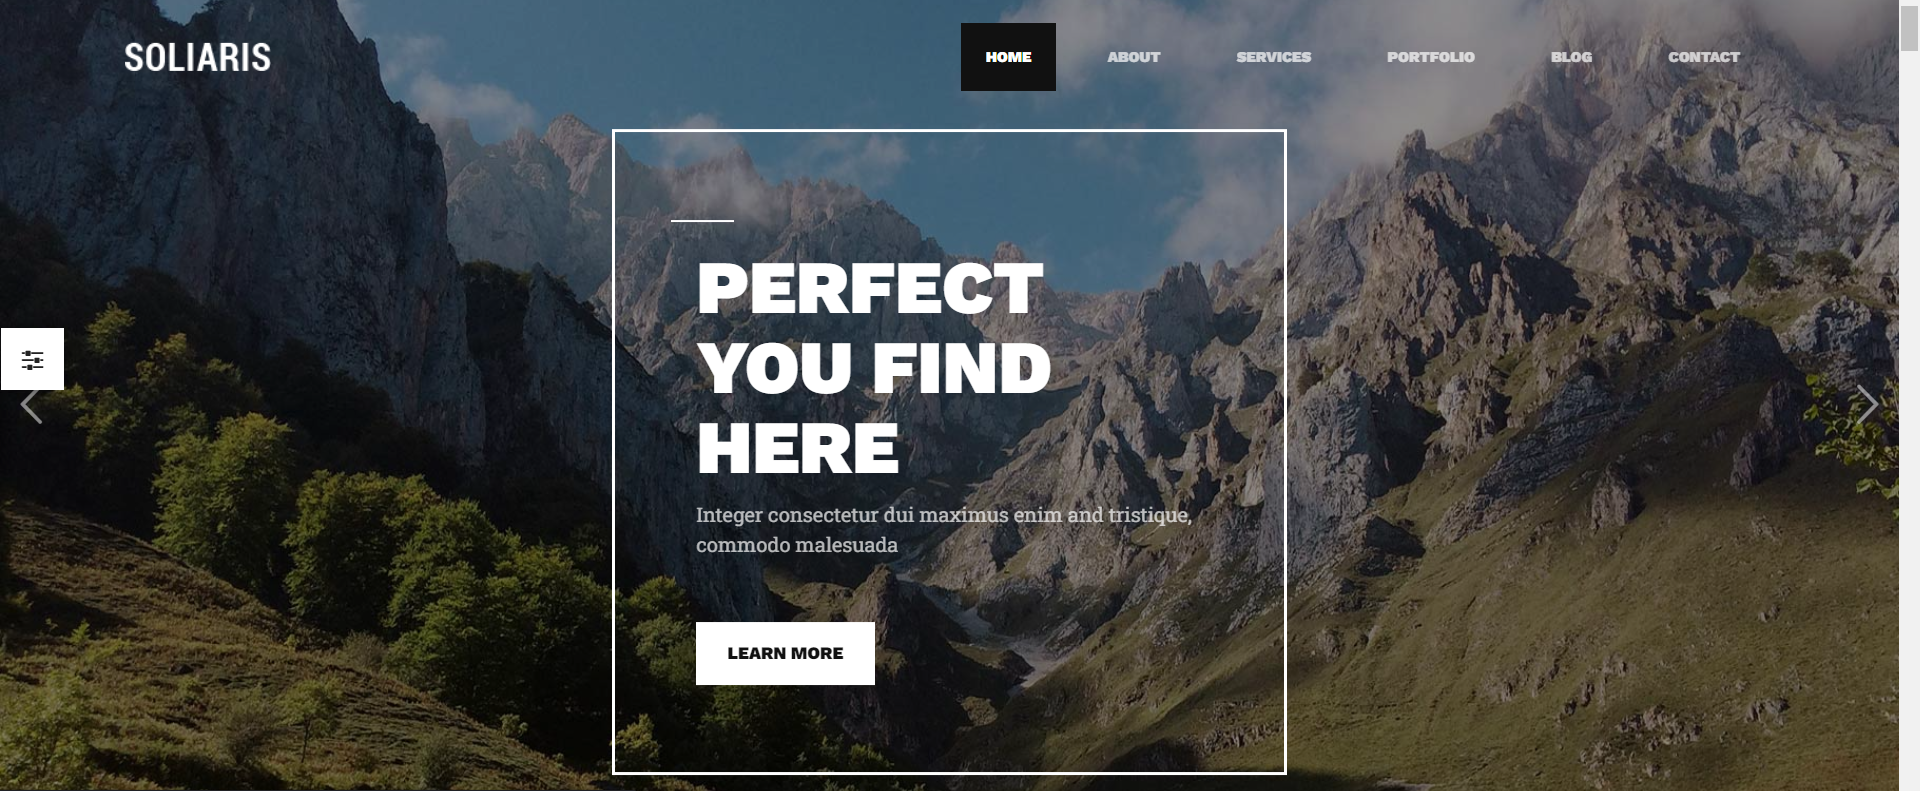 SOLIARIS
HOME
ABOUT
SERVICES
PORTFOLIO
BLOG
CONTACT
PERFECT
YOU FIND
HERE
Integer consectetur dui maximus enim and tristique,
commodo malesuada
LEARN MORE